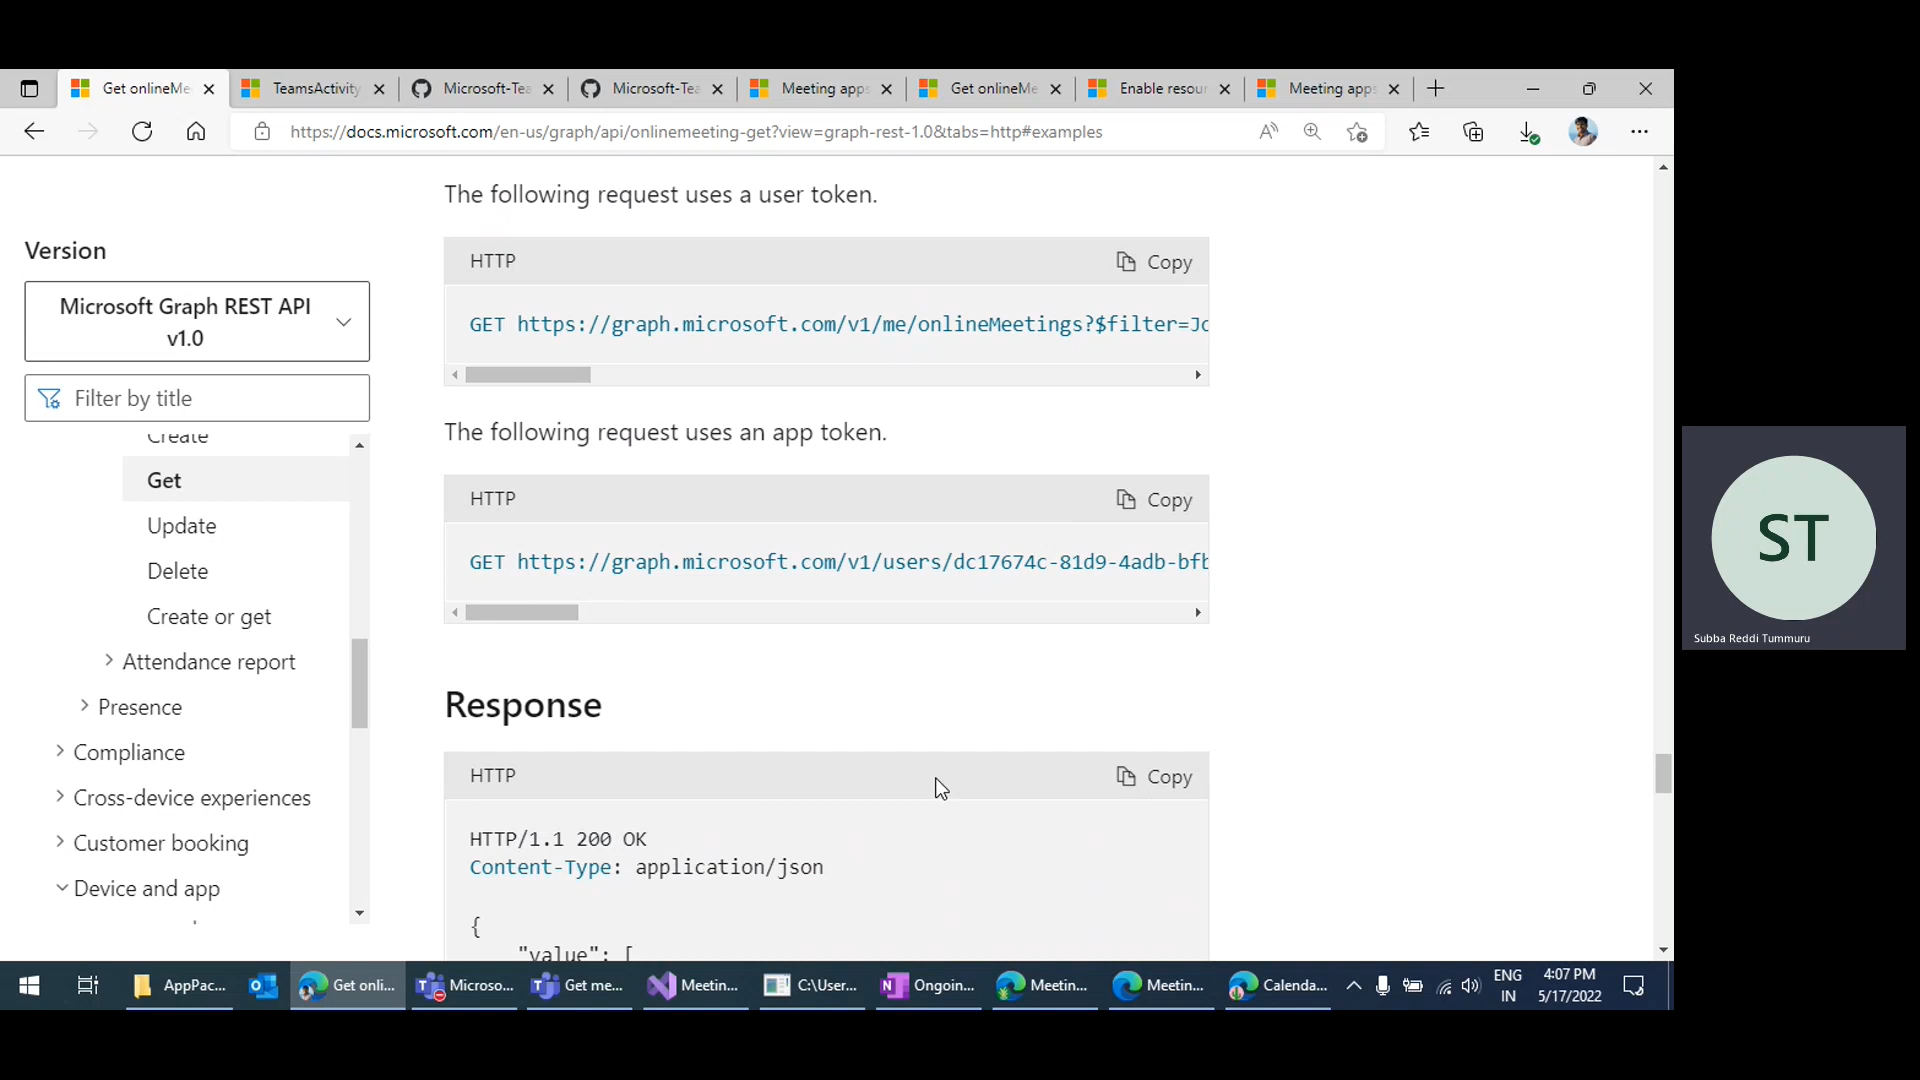 Get onlineMe
TeamsActivity
Microsoft-Tea
Microsoft-Tea
Meeting apps
Get onlineMe
Enable resour
Meeting apps
https://docs.microsoft.com/en-us/graph/api/onlinemeeting-get?view=graph-rest-1.0&tabs=http#examples
Version
Microsoft Graph REST API
v1.0
Filter by title
Create
Get
Update
Delete
Create or get
Attendance report
Presence
Compliance
Cross-device experiences
Customer booking
Device and app
The following request uses a user token.
HTTP
Copy
GET https://graph.microsoft.com/v1/me/onlineMeetings?$filter=Jo
The following request uses an app token.
HTTP
Copy
GET https://graph.microsoft.com/v1/users/dc17674c-81d9-4adb-bfb
Response
HTTP
Copy
HTTP/1.1 200 OK
Content-Type: application/json
{
"value": [
ST
Subba Reddi Tummuru
AppPac...
Get onli...
Microso...
Get me...
Meetin...
C:\User...
Ongoin...
Meetin...
Meetin...
Calenda...
ENG
IN
4:07 PM
5/17/2022